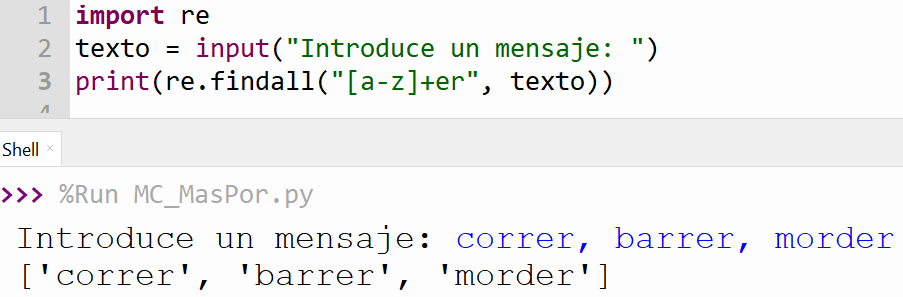 1 import re
2 texto = input("Introduce un mensaje: ")
3 print(re.findall("[a-z]+er", texto))
4
Shell ×
>>> %Run MC_MasPor.py
Introduce un mensaje: correr, barrer, morder
['correr', 'barrer', 'morder']